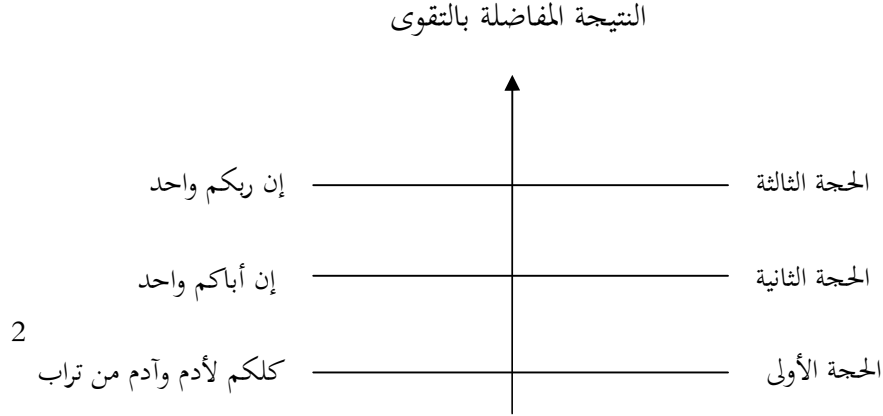 النتيجة المفاضلة بالتقوى
الحجة الثالثة إن ربكم واحد
الحجة الثانية إن أباكم واحد
2
الحجة الأولى كلكم لأدم وآدم من تراب